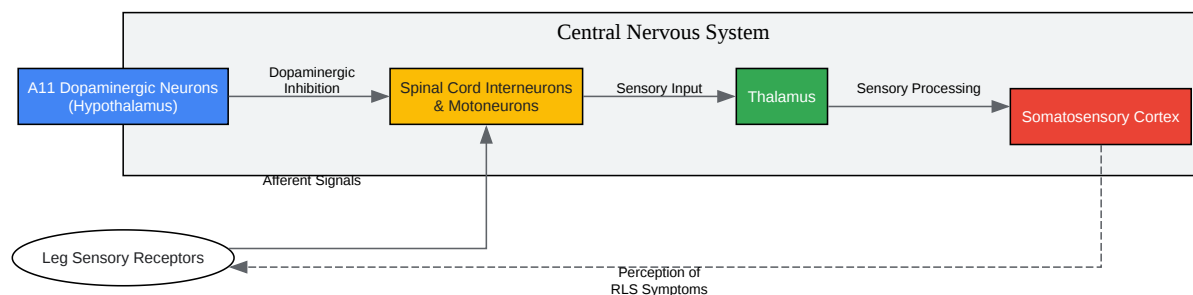 Central Nervous System
A11 Dopaminergic Neurons
(Hypothalamus)
Dopaminergic
Inhibition
Spinal Cord Interneurons
& Motoneurons
Sensory Input
Thalamus
Sensory Processing
Somatosensory Cortex
Afferent Signals
Leg Sensory Receptors
Perception of
RLS Symptoms